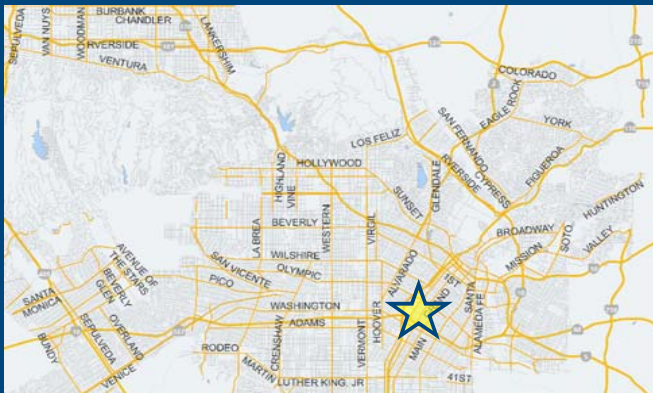 BURBANK
CHANDLER
SEPULVEDA
VAN NUYS
WOODMAN
RVERSIDE
VENTURA
LANKERSHIM
COLORADO
EAGLE ROCK
YORK
SAN FERNANDO
LOS FELIZ
RVERSIDE
CYPRESS
FIGUEROA
HOLLYWOOD
HIGHLAND
VINE
GLENDALE
SUNSET
HUNTINGTON
BROADWAY
SOTO
VALLEY
MISSION
LA BREA
BEVERLY
WESTERN
VIRGIL
WILSHIRE
OLYMPIC
SAN VICENTE
PICO
ALVARADO
1ST
2ND
SANTA FE
ALAMEDA
AVENUE OF
THE STARS
BEVERLY
GLEN
SANTA
MONICA
OVERLAND
SEPULVEDA
BUNDY
VENICE
WASHINGTON
ADAMS
HOOVER
VERMONT
CRENSHAW
RODEO
MAIN
MARTIN
LUTHER KING, JR
41ST